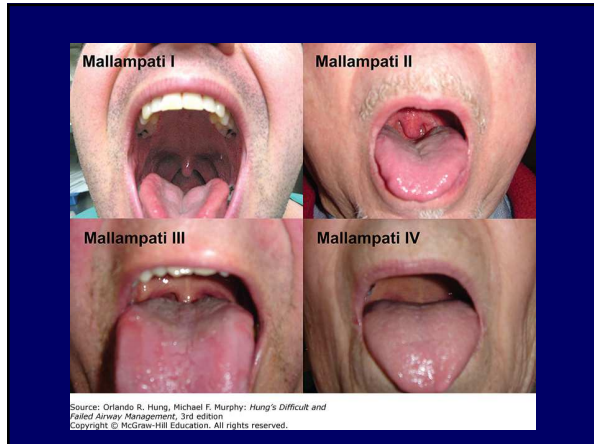 Mallampati I
Mallampati II
Mallampati III
Mallampati IV
Source: Orlando R. Hung, Michael F. Murphy: Hung's Difficult and
Failed Airway Management, 3rd edition
Copyright © McGraw-Hill Education. All rights reserved.